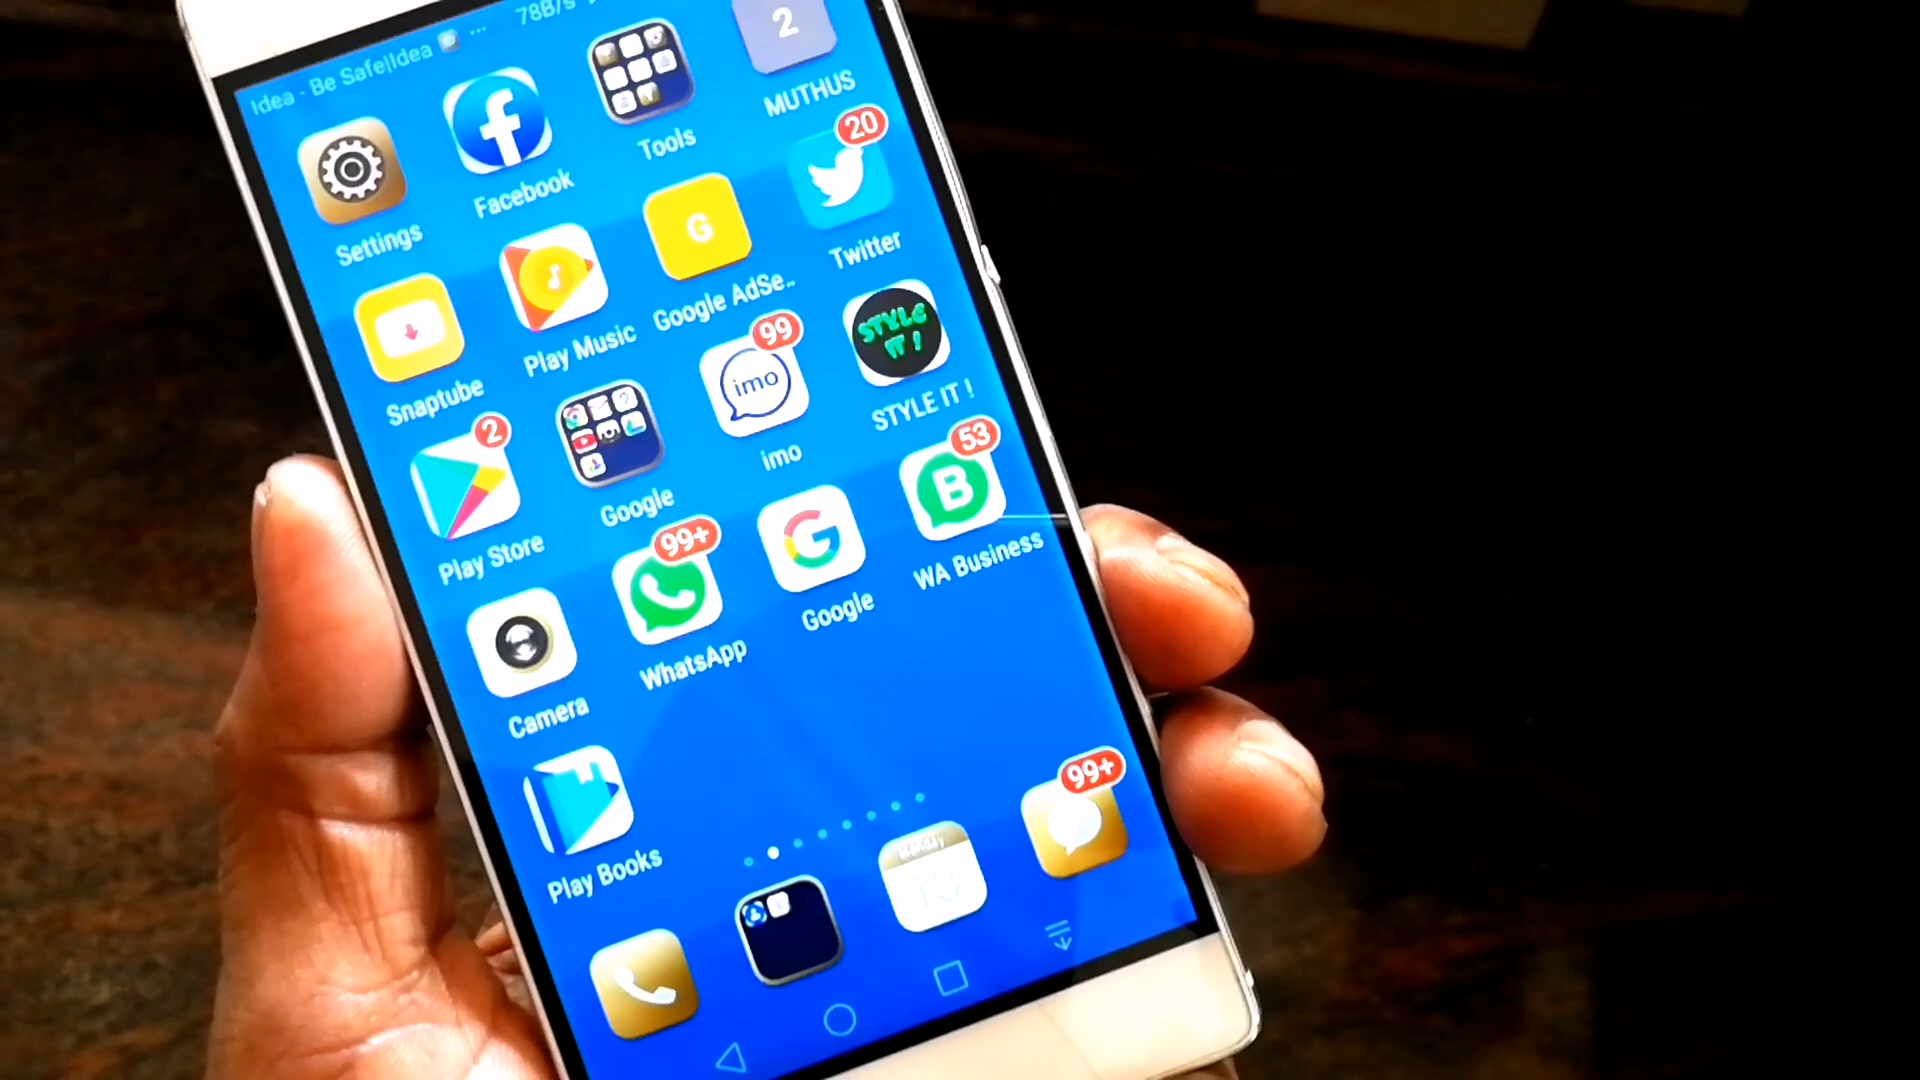 Idea - Be Safe|Idea ... 78B/s
2
Settings
Facebook
Tools
MUTHUS
Snaptube
Play Music
G
Google AdSe..
20
Twitter
2
Play Store
Google
99
imo
imo
STYLE IT !
STYLE IT !
Camera
99+
WhatsApp
G
Google
53
B
WA Business
Play Books
Monday
13
99+